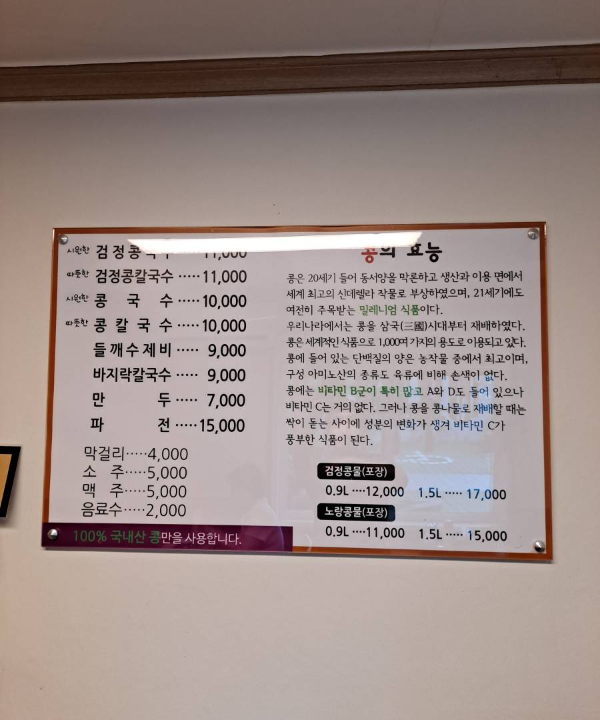 시원한 검정콩국수 ····· 11,000
따뜻한 검정콩칼국수 ····· 11,000
시원한 콩 국 수 ····· 10,000
따뜻한 콩 칼 국 수 ····· 10,000
들깨수제비 ····· 9,000
바지락칼국수 ····· 9,000
만 두 ····· 7,000
파 전 ····· 15,000
막걸리·····4,000
소 주·····5,000
맥 주·····5,000
음료수·····2,000
100% 국내산 콩만을 사용합니다.
콩의 효능
콩은 20세기 들어 동서양을 막론하고 생산과 이용 면에서
세계 최고의 신데렐라 작물로 부상하였으며, 21세기에도
여전히 주목받는 밀레니엄 식품이다.
우리나라에서는 콩을 삼국(三國)시대부터 재배하였다.
콩은 세계적인 식품으로 1,000여 가지의 용도로 이용되고 있다.
콩에 들어 있는 단백질의 양은 농작물 중에서 최고이며,
구성 아미노산의 종류도 육류에 비해 손색이 없다.
콩에는 비타민 B군이 특히 많고 A와 D도 들어 있으나
비타민 C는 거의 없다. 그러나 콩을 콩나물로 재배할 때는
싹이 돋는 사이에 성분의 변화가 생겨 비타민 C가
풍부한 식품이 된다.
검정콩물(포장)
0.9L ····12,000 1.5L ····· 17,000
노랑콩물(포장)
0.9L ····11,000 1.5L ····· 15,000